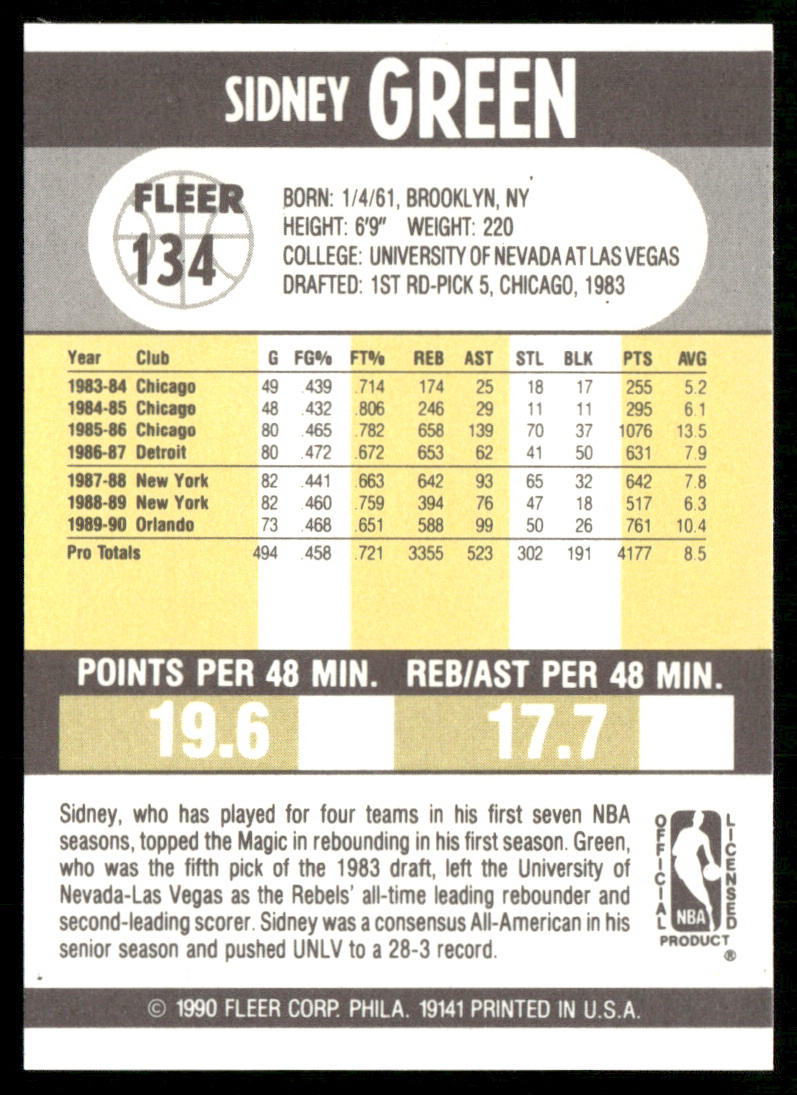 SIDNEY GREEN
FLEER
134
BORN: 1/4/61, BROOKLYN, NY
HEIGHT: 6'9" WEIGHT: 220
COLLEGE: UNIVERSITY OF NEVADA AT LAS VEGAS
DRAFTED: 1ST RD-PICK 5, CHICAGO, 1983
Year Club G FG% FT% REB AST STL BLK PTS AVG
1983-84 Chicago 49 .439 .714 174 25 18 17 255 5.2
1984-85 Chicago 48 .432 .806 246 29 11 11 295 6.1
1985-86 Chicago 80 .465 .782 658 139 70 37 1076 13.5
1986-87 Detroit 80 .472 .672 653 62 41 50 631 7.9
1987-88 New York 82 .441 .663 642 93 65 32 642 7.8
1988-89 New York 82 .460 .759 394 76 47 18 517 6.3
1989-90 Orlando 73 .468 .651 588 99 50 26 761 10.4
Pro Totals 494 .458 .721 3355 523 302 191 4177 8.5
POINTS PER 48 MIN. REB/AST PER 48 MIN.
19.6 17.7
Sidney, who has played for four teams in his first seven NBA
seasons, topped the Magic in rebounding in his first season. Green,
who was the fifth pick of the 1983 draft, left the University of
Nevada-Las Vegas as the Rebels' all-time leading rebounder and
second-leading scorer. Sidney was a consensus All-American in his
senior season and pushed UNLV to a 28-3 record.
OFFICIAL
LICENSED
NBA
PRODUCT
®
© 1990 FLEER CORP. PHILA. 19141 PRINTED IN U.S.A.